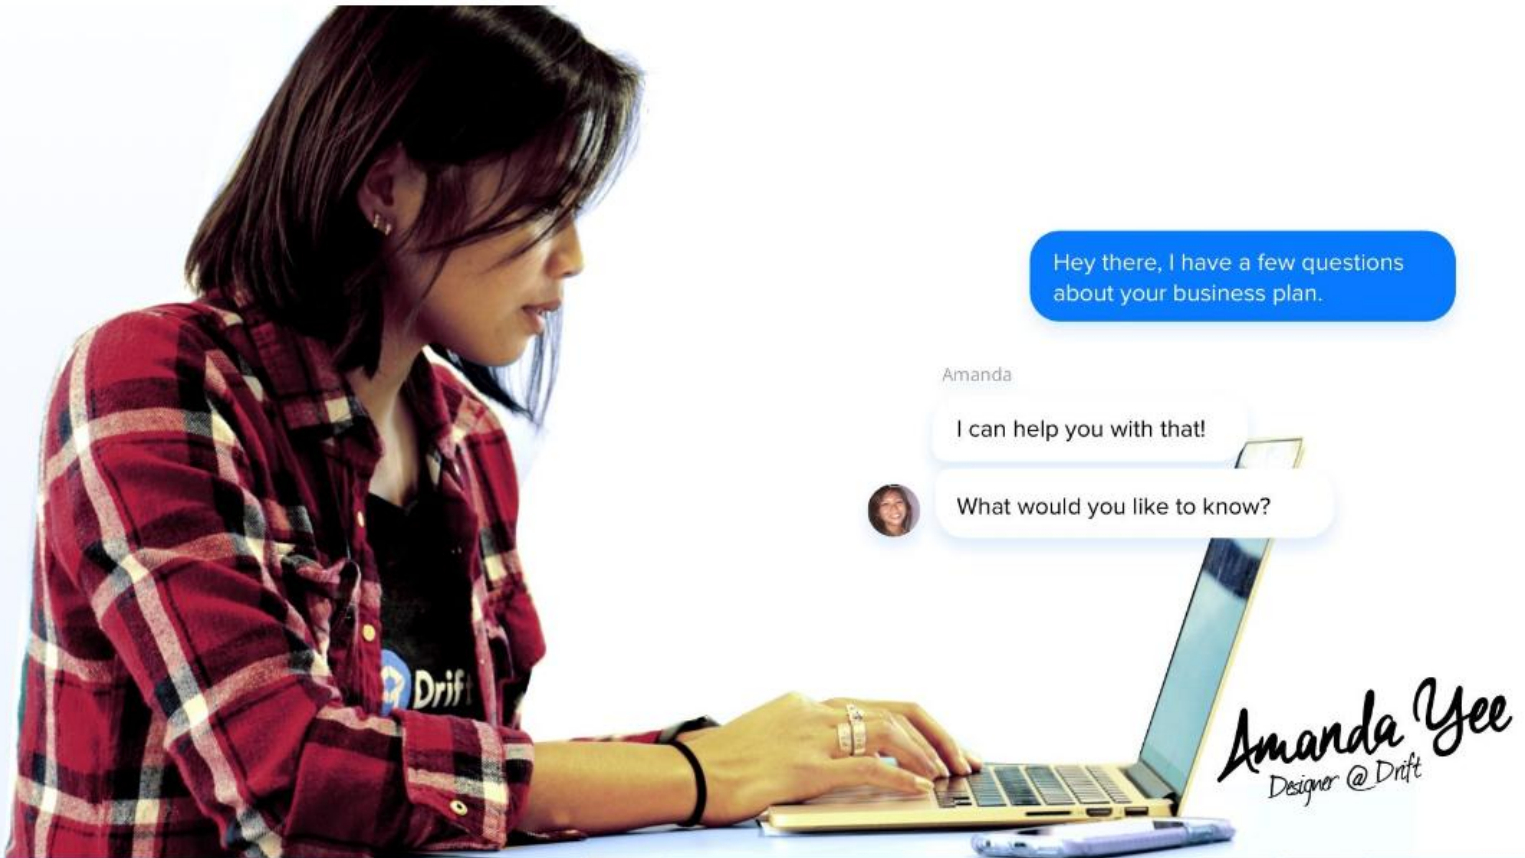 Hey there, I have a few questions
about your business plan.
Amanda
I can help you with that!
What would you like to know?
Drift
Amanda Yee
Designer @ Drift